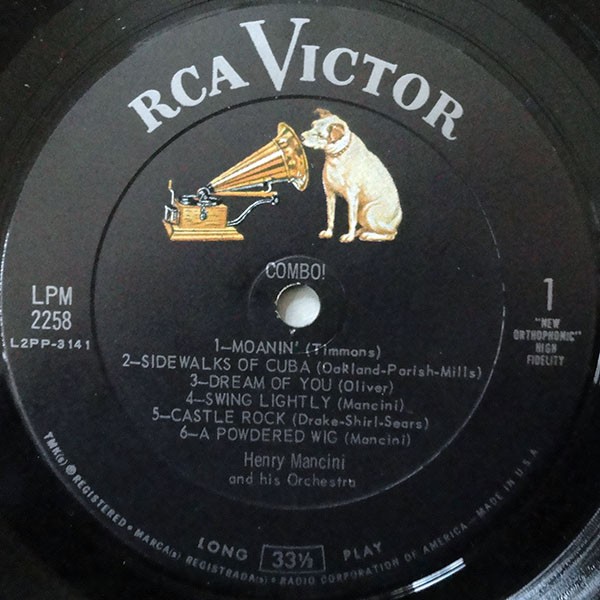 RCA VICTOR
COMBO!
LPM
2258
L2PP-3141
1
"NEW
ORTHOPHONIC"
HIGH
FIDELITY
1—MOANIN' (Timmons)
2—SIDEWALKS OF CUBA (Oakland-Parish-Mills)
3—DREAM OF YOU (Oliver)
4—SWING LIGHTLY (Mancini)
5—CASTLE ROCK (Drake-Shirl-Sears)
6—A POWDERED WIG (Mancini)
Henry Mancini
and his Orchestra
LONG 33⅓ PLAY
TMK(s) ® REGISTERED • MARCA(s) REGISTRADA(s) • RADIO CORPORATION OF AMERICA—MADE IN U.S.A.